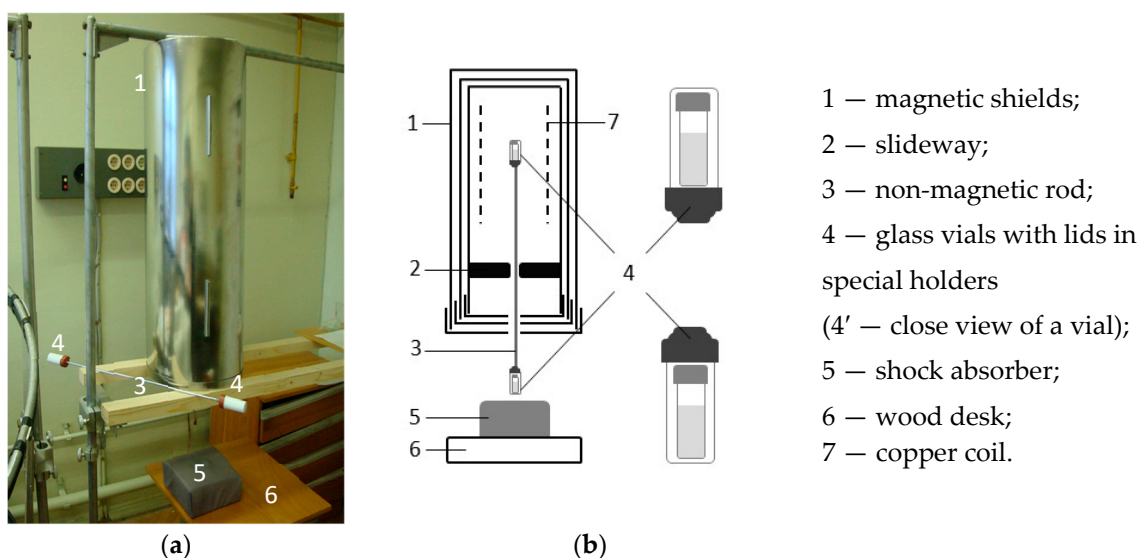 1
4
3
4
5
6
(a)
1
7
2
4
3
5
6
(b)
1 — magnetic shields;
2 — slideway;
3 — non-magnetic rod;
4 — glass vials with lids in
special holders
(4′ — close view of a vial);
5 — shock absorber;
6 — wood desk;
7 — copper coil.